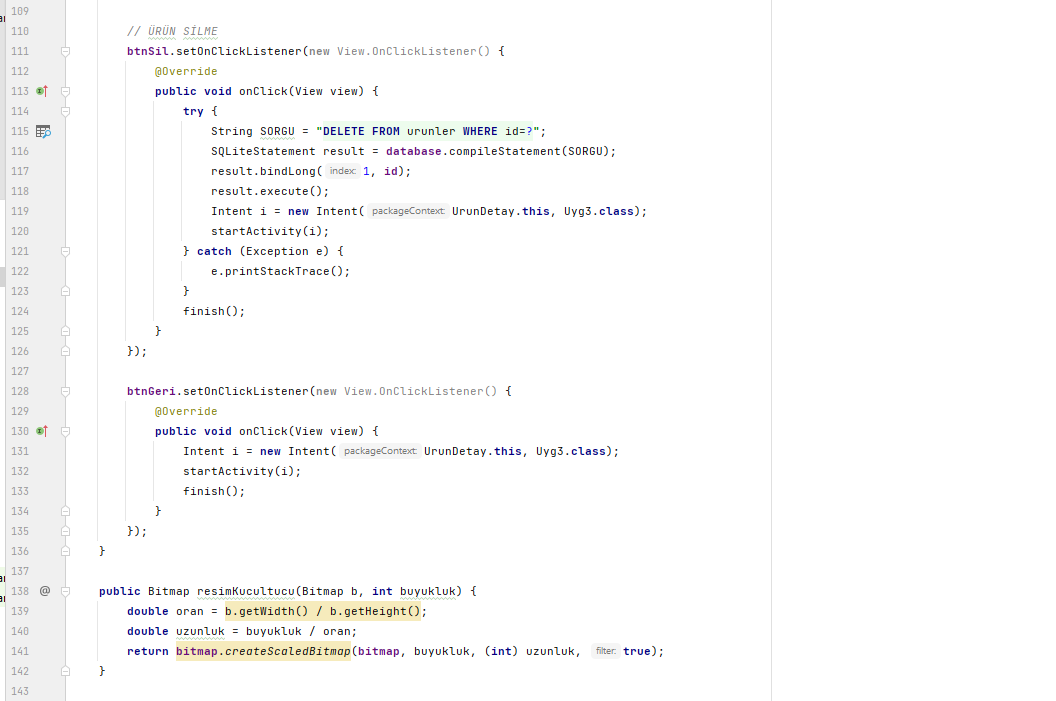 109
110 // ÜRÜN SİLME
111 btnSil.setOnClickListener(new View.OnClickListener() {
112 @Override
113 public void onClick(View view) {
114 try {
115 String SORGU = "DELETE FROM urunler WHERE id=?";
116 SQLiteStatement result = database.compileStatement(SORGU);
117 result.bindLong( index: 1, id);
118 result.execute();
119 Intent i = new Intent( packageContext: UrunDetay.this, Uyg3.class);
120 startActivity(i);
121 } catch (Exception e) {
122 e.printStackTrace();
123 }
124 finish();
125 }
126 });
127
128 btnGeri.setOnClickListener(new View.OnClickListener() {
129 @Override
130 public void onClick(View view) {
131 Intent i = new Intent( packageContext: UrunDetay.this, Uyg3.class);
132 startActivity(i);
133 finish();
134 }
135 });
136 }
137
138 @ public Bitmap resimKucultucu(Bitmap b, int buyukluk) {
139 double oran = b.getWidth() / b.getHeight();
140 double uzunluk = buyukluk / oran;
141 return bitmap.createScaledBitmap(bitmap, buyukluk, (int) uzunluk, filter: true);
142 }
143